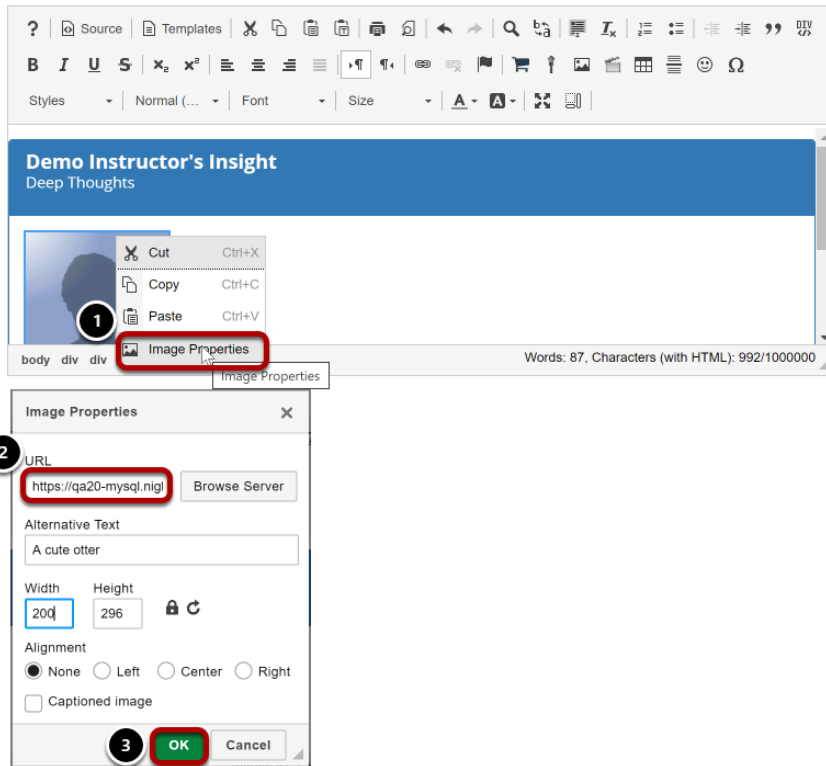 ? Source Templates
B I U S x₂ x² Ω
Styles Normal (... Font Size A A
Demo Instructor's Insight
Deep Thoughts
Cut Ctrl+X
Copy Ctrl+C
1 Paste Ctrl+V
Image Properties
Image Properties
body div div Words: 87, Characters (with HTML): 992/1000000
Image Properties
2
URL
https://qa20-mysql.nigl Browse Server
Alternative Text
A cute otter
Width Height
200 296
Alignment
None Left Center Right
Captioned image
3 OK Cancel